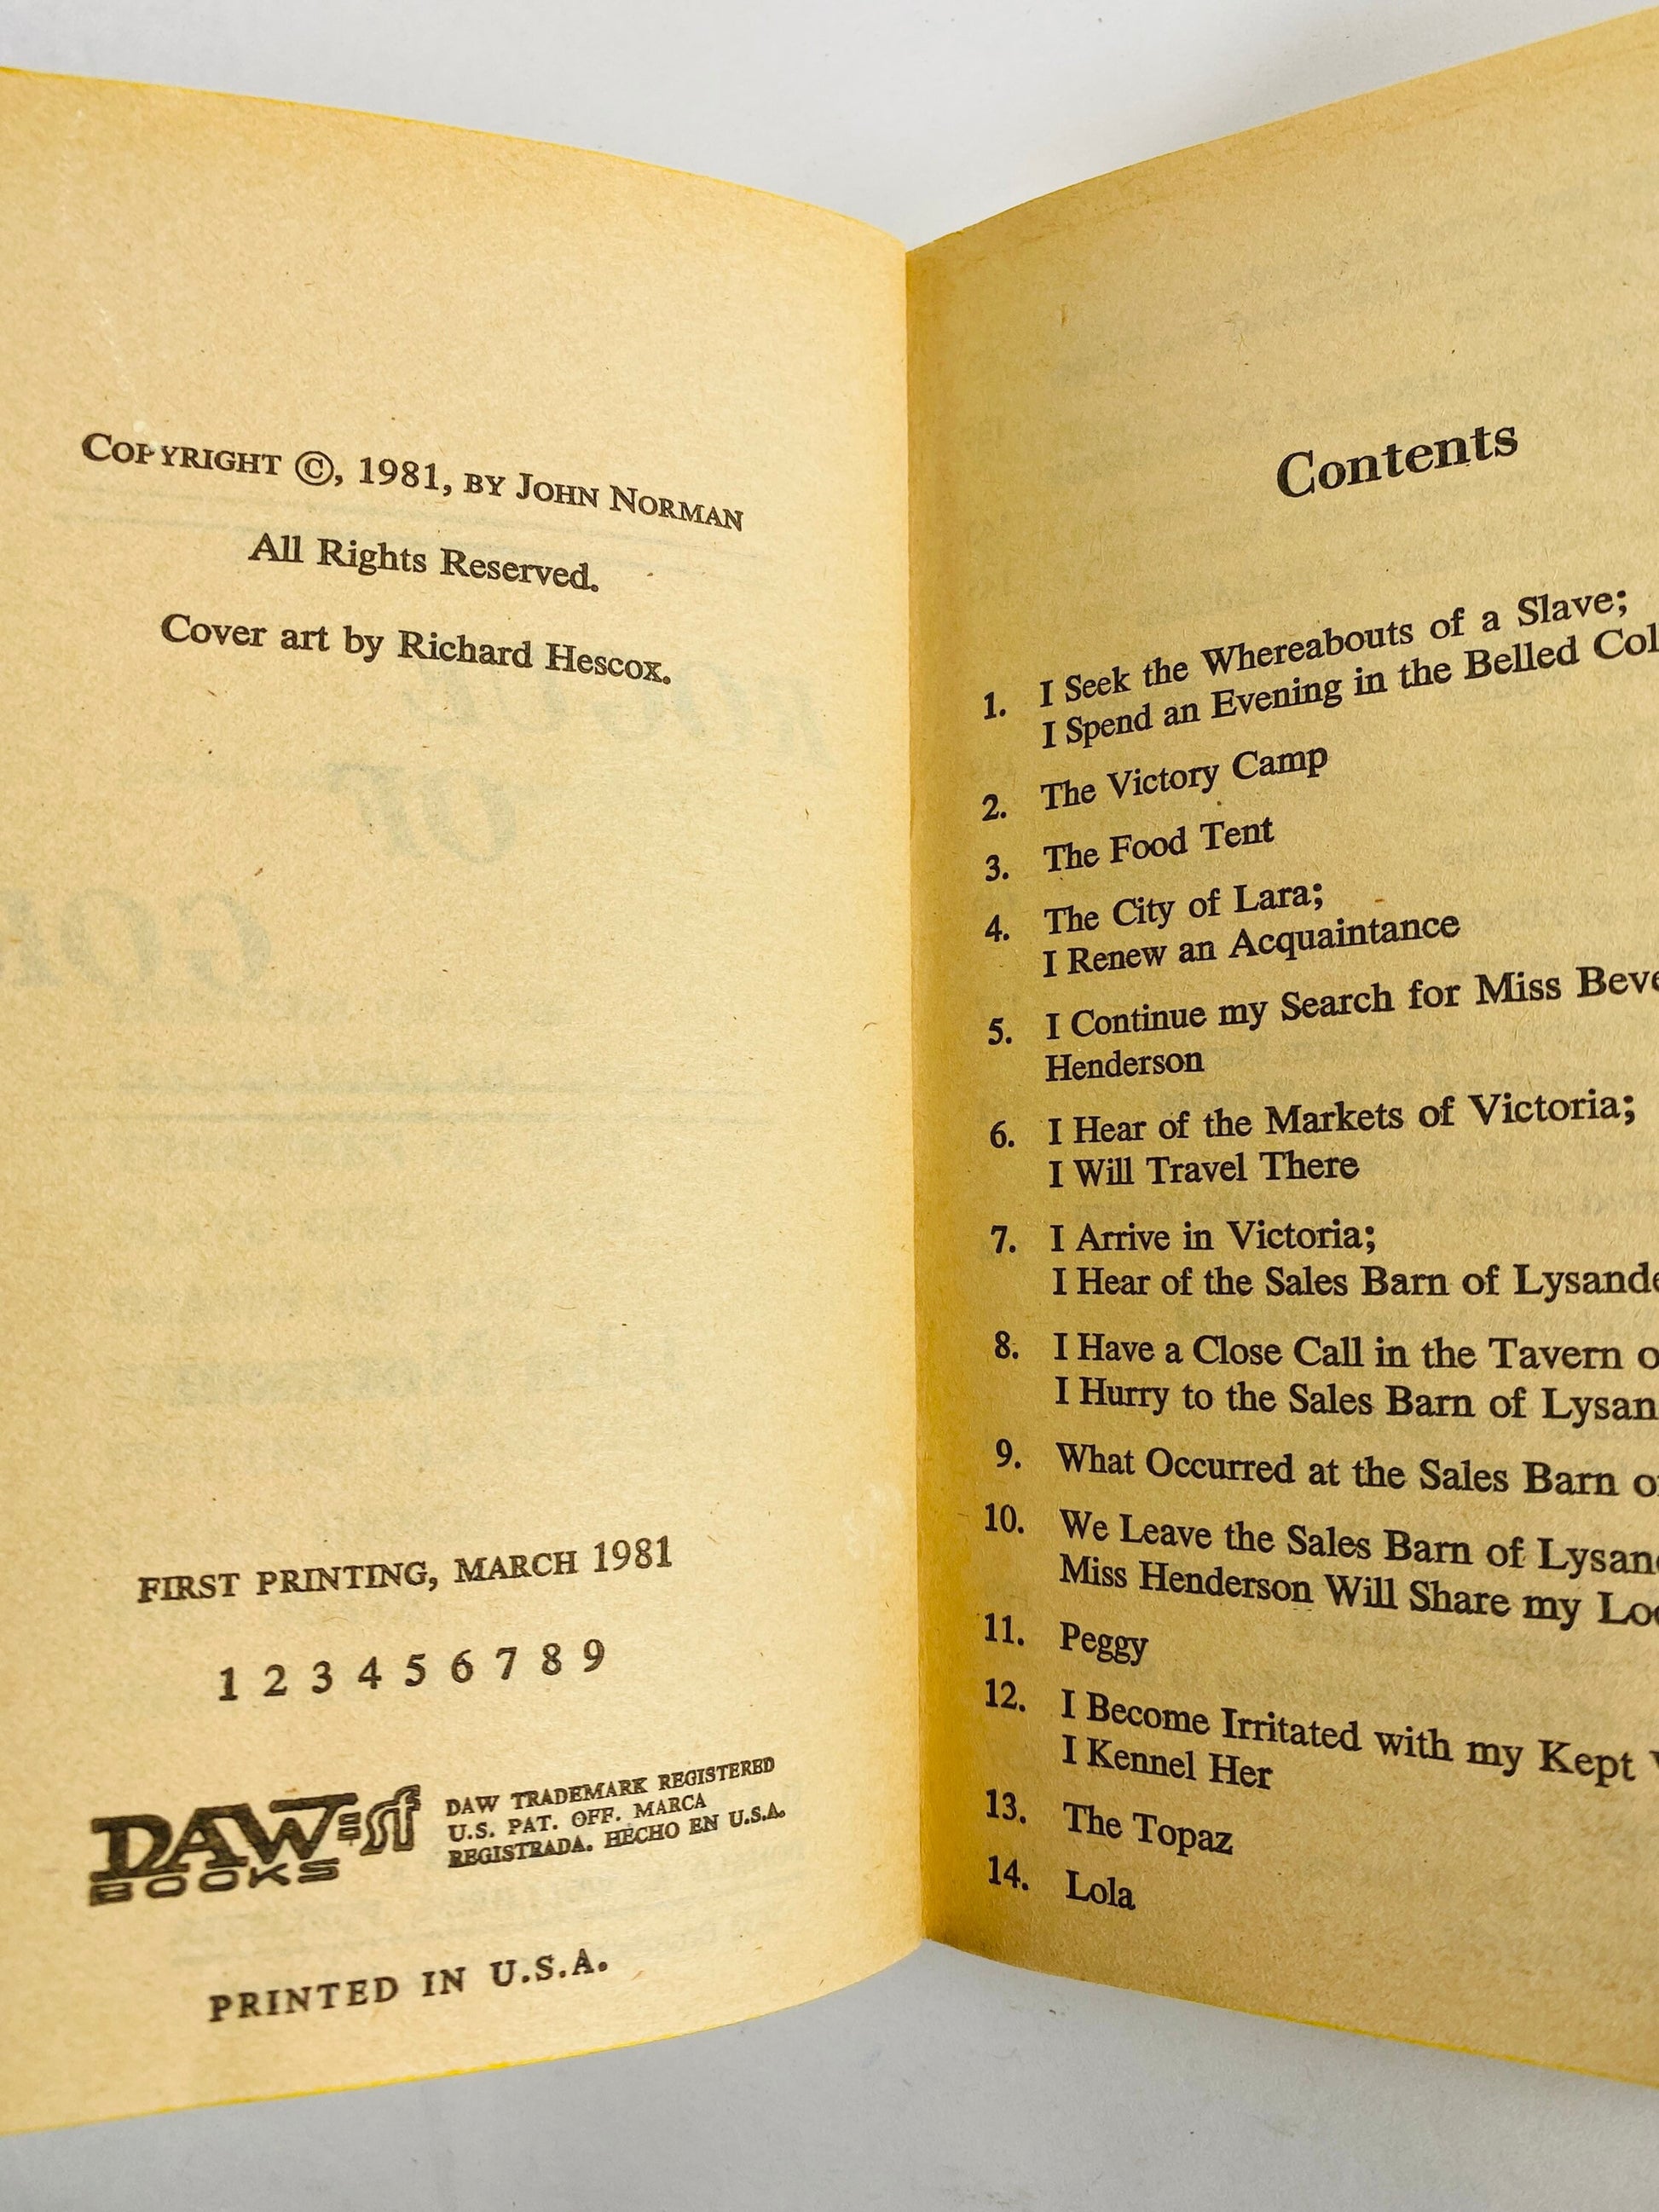 COPYRIGHT ©, 1981, BY JOHN NORMAN
All Rights Reserved.
Cover art by Richard Hescox.
FIRST PRINTING, MARCH 1981
1 2 3 4 5 6 7 8 9
DAW sf
BOOKS
DAW TRADEMARK REGISTERED
U.S. PAT. OFF. MARCA
REGISTRADA. HECHO EN U.S.A.
PRINTED IN U.S.A.
Contents
1. I Seek the Whereabouts of a Slave;
I Spend an Evening in the Belled Col
2. The Victory Camp
3. The Food Tent
4. The City of Lara;
I Renew an Acquaintance
5. I Continue my Search for Miss Beve
Henderson
6. I Hear of the Markets of Victoria;
I Will Travel There
7. I Arrive in Victoria;
I Hear of the Sales Barn of Lysande
8. I Have a Close Call in the Tavern o
I Hurry to the Sales Barn of Lysan
9. What Occurred at the Sales Barn o
10. We Leave the Sales Barn of Lysan
Miss Henderson Will Share my Lo
11. Peggy
12. I Become Irritated with my Kept
I Kennel Her
13. The Topaz
14. Lola